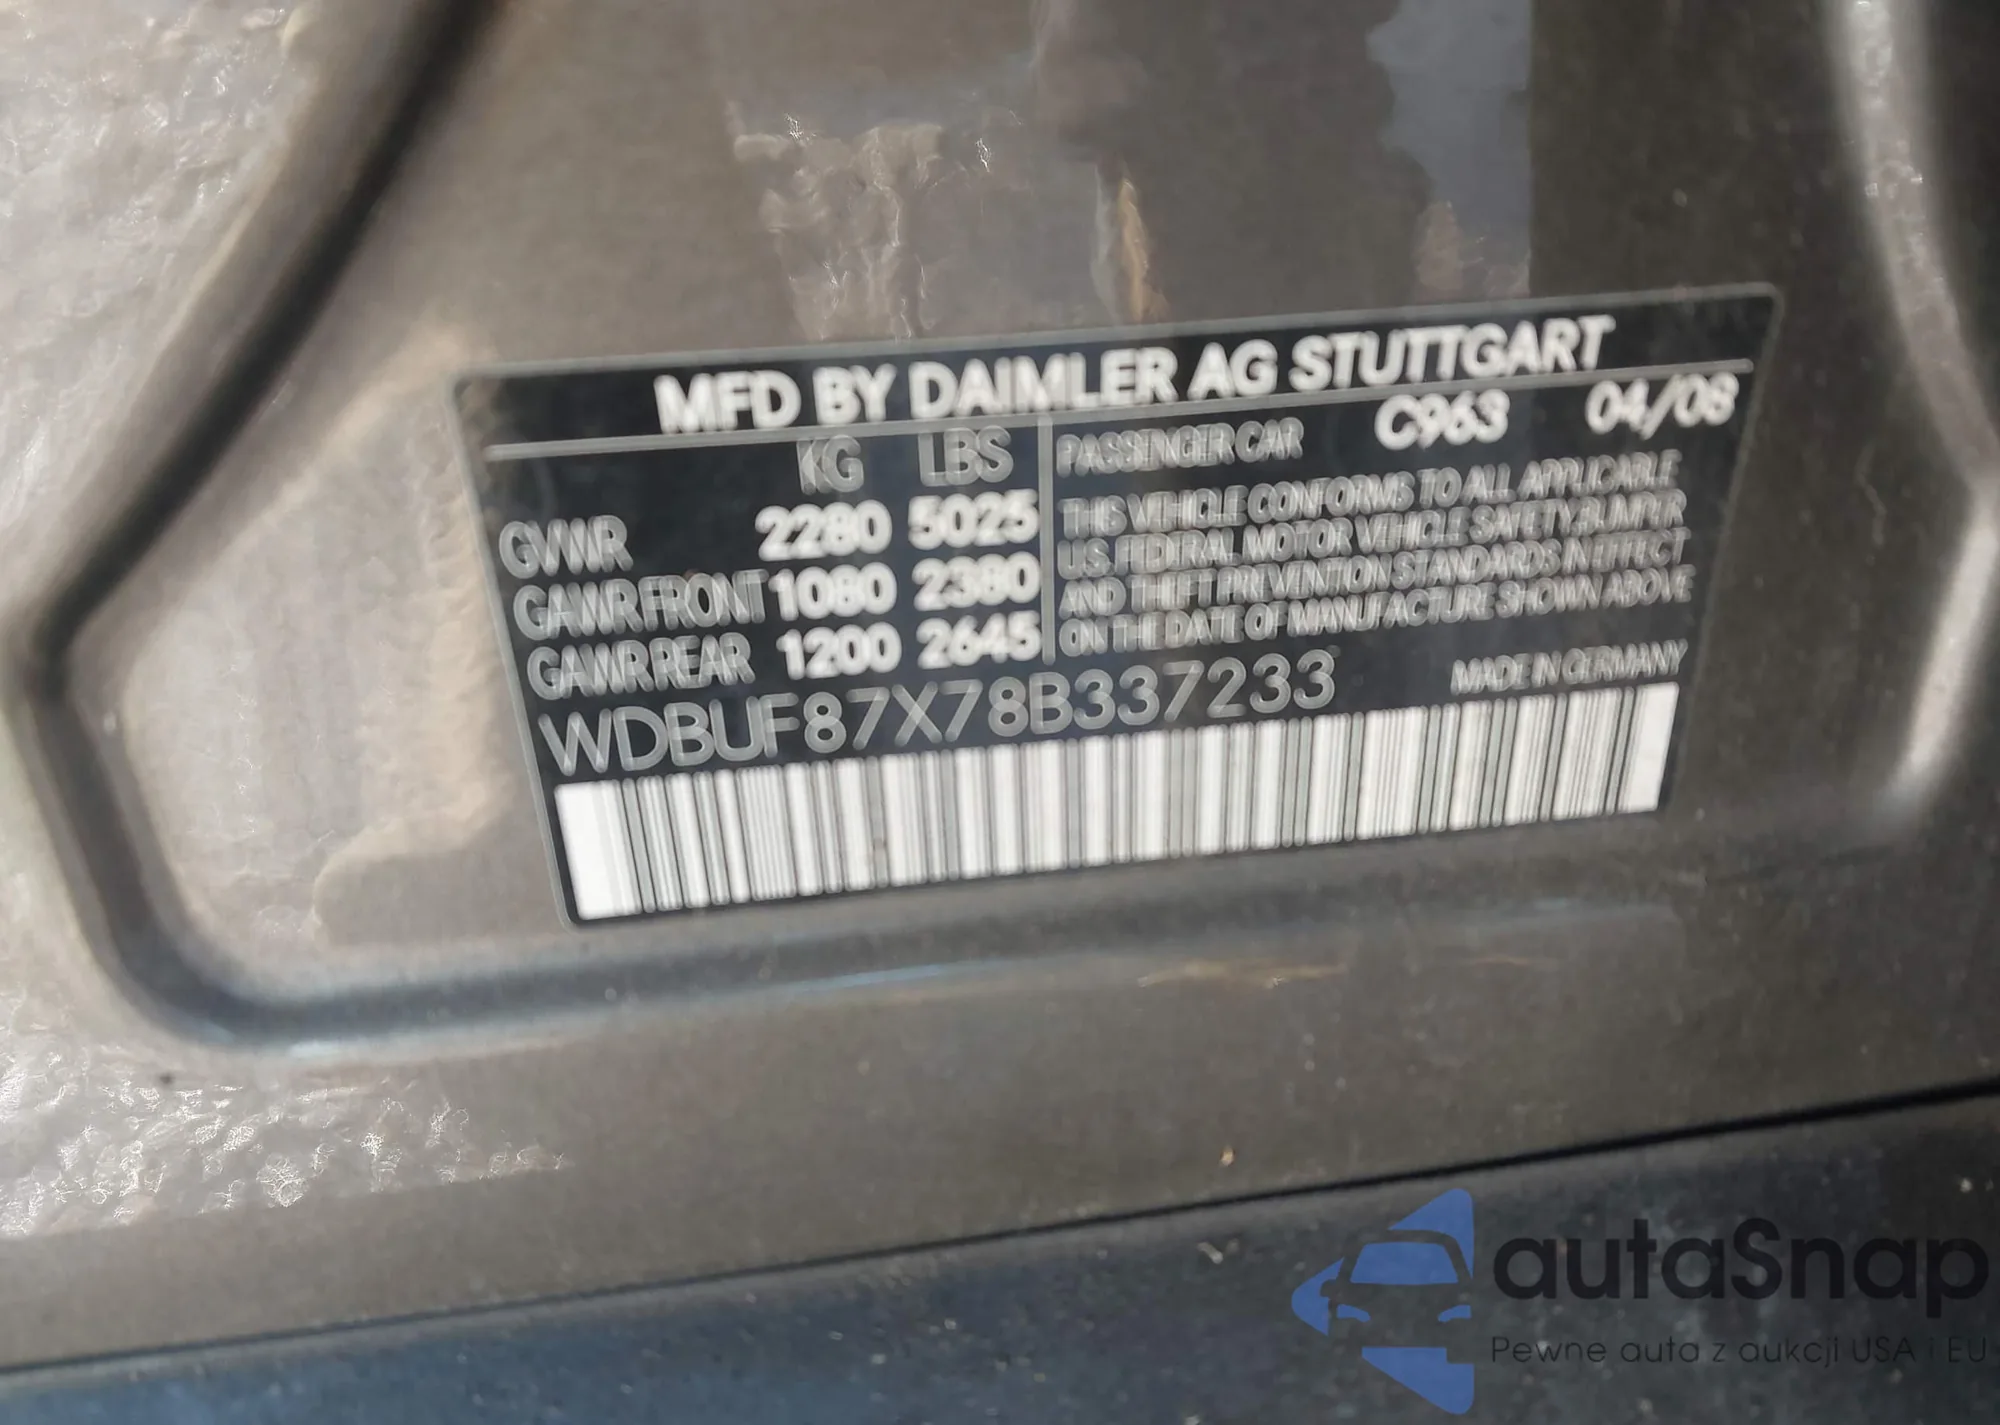 MFD BY DAIMLER AG STUTTGART
KG LBS
GVWR 2280 5025
GAWR FRONT 1080 2380
GAWR REAR 1200 2645
PASSENGER CAR C963 04/08
THIS VEHICLE CONFORMS TO ALL APPLICABLE
U.S. FEDERAL MOTOR VEHICLE SAFETY,BUMPER
AND THEFT PREVENTION STANDARDS IN EFFECT
ON THE DATE OF MANUFACTURE SHOWN ABOVE
WDBUF87X78B337233 MADE IN GERMANY
autaSnap
Pewne auta z aukcji USA i EU